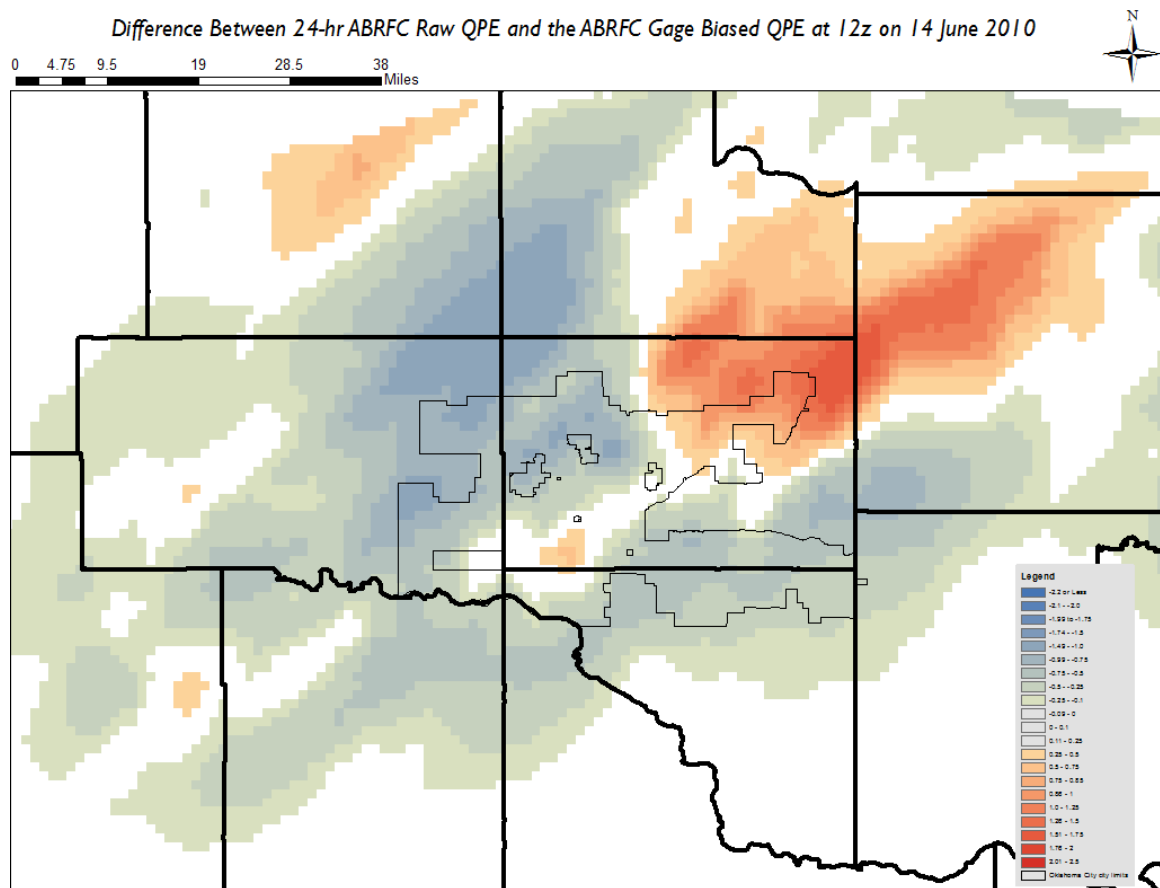 Difference Between 24-hr ABRFC Raw QPE and the ABRFC Gage Biased QPE at 12z on 14 June 2010
N
0 4.75 9.5 19 28.5 38
Miles
Legend
-2.2 or Less
-2.1 - -2.0
-1.99 to -1.75
-1.74 - -1.5
-1.49 - -1.0
-0.99 - -0.75
-0.75 - -0.5
-0.5 - -0.25
-0.25 - -0.1
-0.09 - 0
0 - 0.1
0.11 - 0.25
0.25 - 0.5
0.5 - 0.75
0.75 - 0.85
0.86 - 1
1.0 - 1.25
1.26 - 1.5
1.51 - 1.75
1.76 - 2
2.01 - 2.5
Oklahoma City city limits